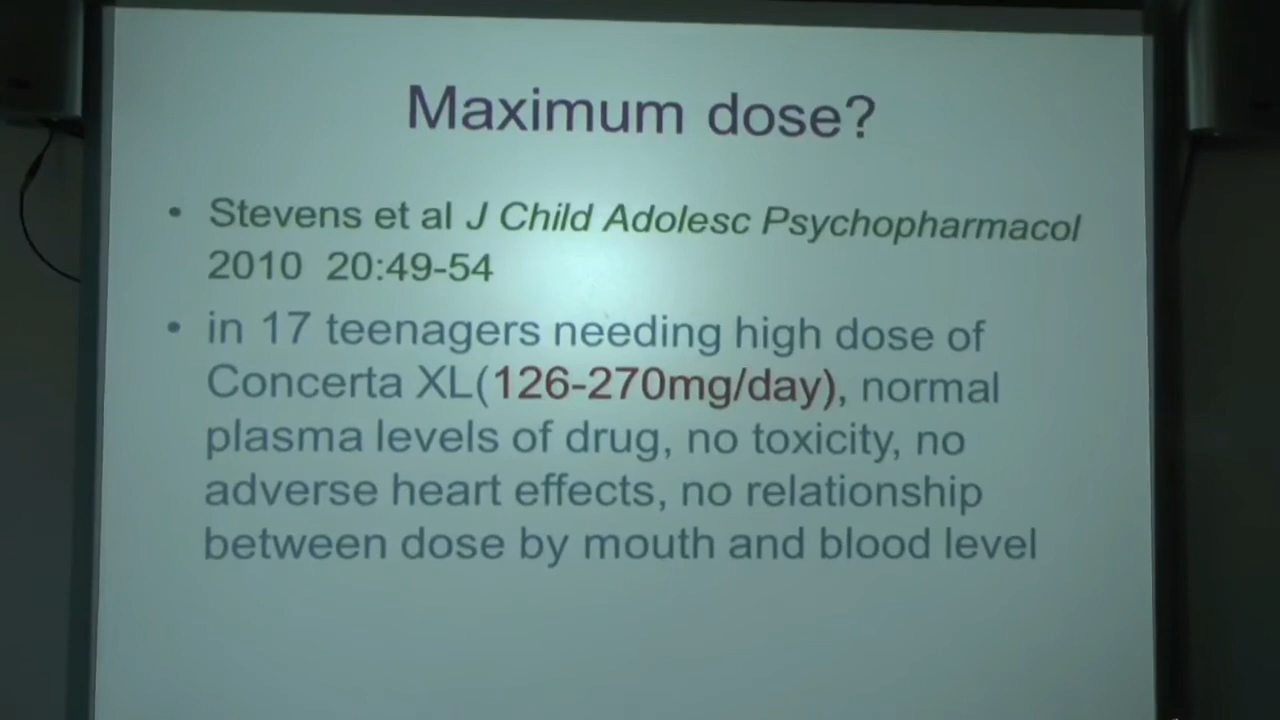 Maximum dose?
• Stevens et al J Child Adolesc Psychopharmacol
2010 20:49-54
• in 17 teenagers needing high dose of
Concerta XL(126-270mg/day), normal
plasma levels of drug, no toxicity, no
adverse heart effects, no relationship
between dose by mouth and blood level